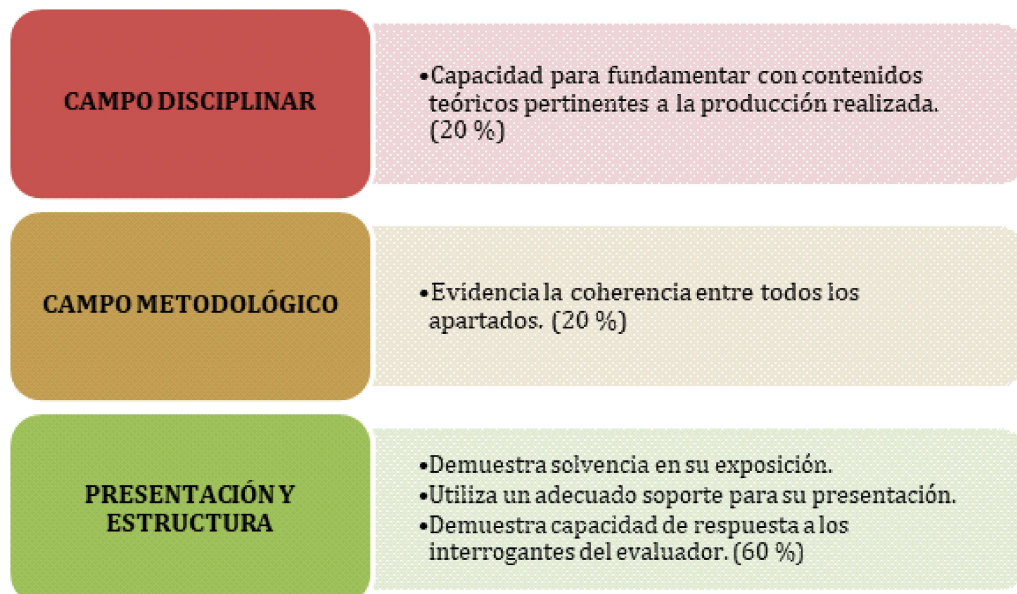 CAMPO DISCIPLINAR
•Capacidad para fundamentar con contenidos
teóricos pertinentes a la producción realizada.
(20 %)
CAMPO METODOLÓGICO
•Evidencia la coherencia entre todos los
apartados. (20 %)
PRESENTACIÓN Y
ESTRUCTURA
•Demuestra solvencia en su exposición.
•Utiliza un adecuado soporte para su presentación.
•Demuestra capacidad de respuesta a los
interrogantes del evaluador. (60 %)